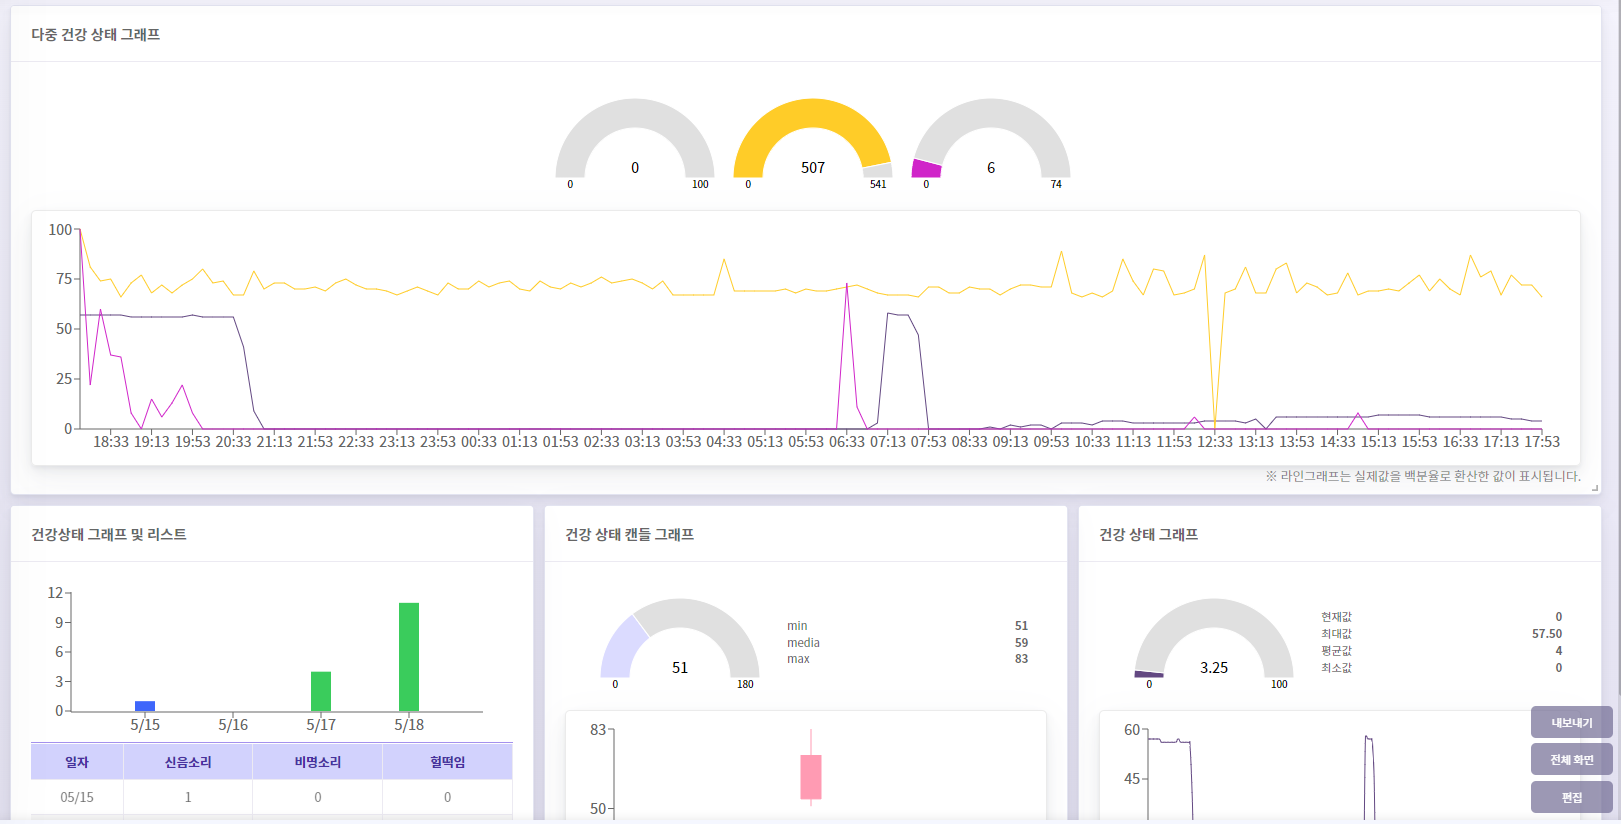 다중 건강 상태 그래프
0
507
6
0
100
0
541
0
74
100
75
50
25
0
18:33 19:13 19:53 20:33 21:13 21:53 22:33 23:13 23:53 00:33 01:13 01:53 02:33 03:13 03:53 04:33 05:13 05:53 06:33 07:13 07:53 08:33 09:13 09:53 10:33 11:13 11:53 12:33 13:13 13:53 14:33 15:13 15:53 16:33 17:13 17:53
※ 라인그래프는 실제값을 백분율로 환산한 값이 표시됩니다.
건강상태 그래프 및 리스트
12
9
6
3
0
5/15 5/16 5/17 5/18
일자 신음소리 비명소리 헐떡임
05/15 1 0 0
건강 상태 캔들 그래프
51
0
180
min 51
media 59
max 83
83
50
건강 상태 그래프
3.25
0
100
현재값 0
최대값 57.50
평균값 4
최소값 0
60
45
내보내기
전체 화면
편집